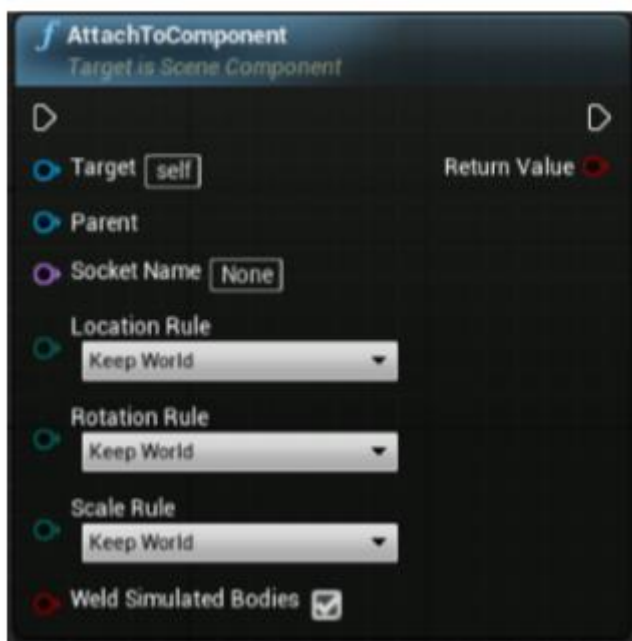 f AttachToComponent
Target is Scene Component
Target self Return Value
Parent
Socket Name None
Location Rule
Keep World
Rotation Rule
Keep World
Scale Rule
Keep World
Weld Simulated Bodies